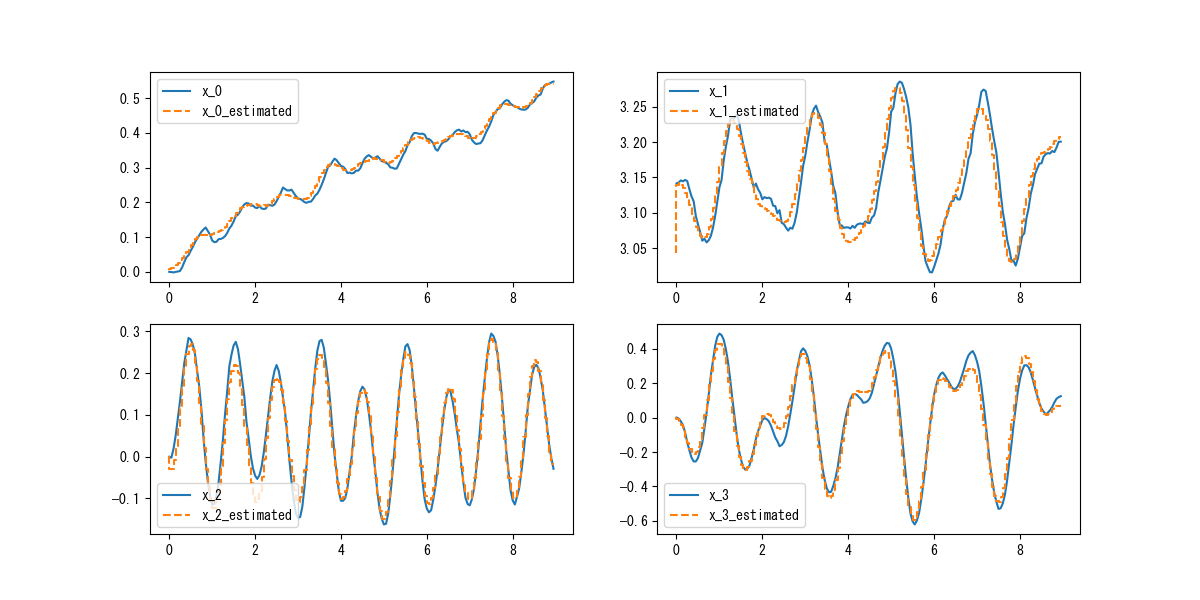 x_0
x_0_estimated
0.5
0.4
0.3
0.2
0.1
0.0
0 2 4 6 8
x_1
x_1_estimated
3.25
3.20
3.15
3.10
3.05
0 2 4 6 8
0.3
0.2
0.1
0.0
−0.1
x_2
x_2_estimated
0 2 4 6 8
0.4
0.2
0.0
−0.2
−0.4
−0.6
x_3
x_3_estimated
0 2 4 6 8